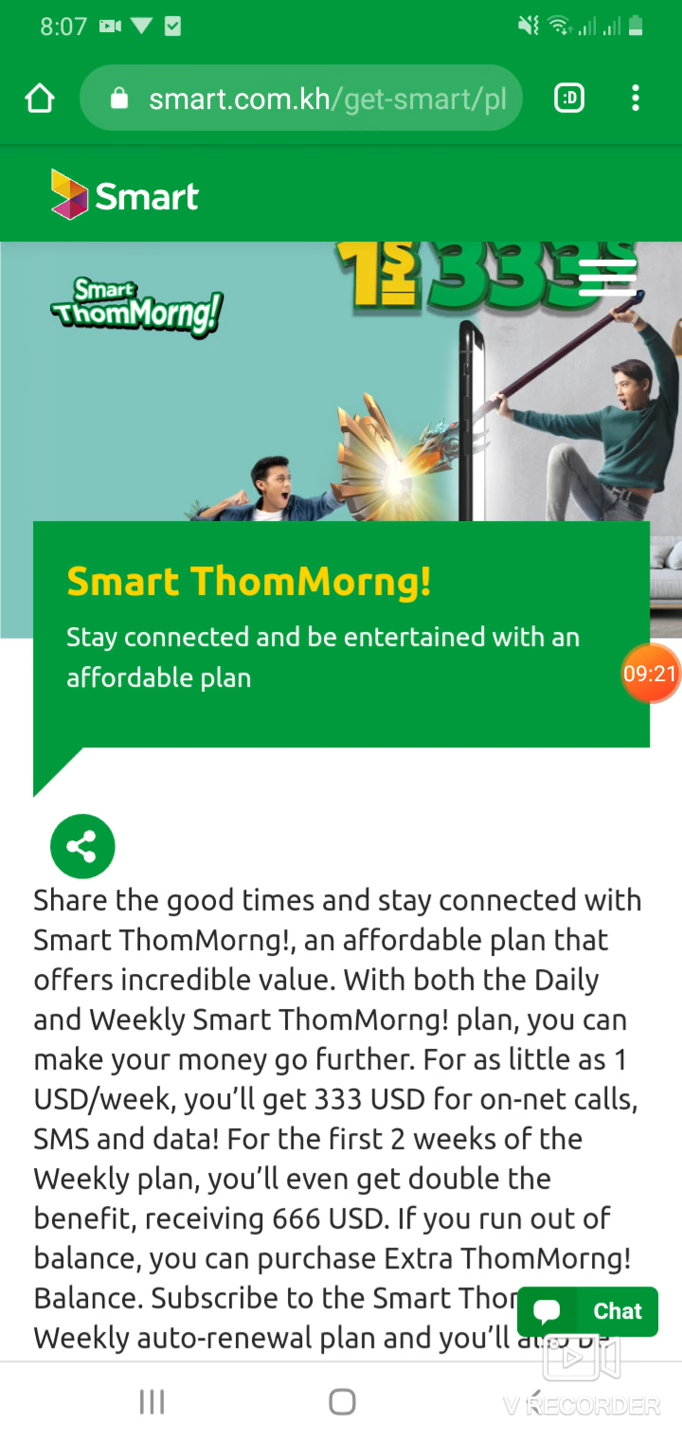 8:07
smart.com.kh/get-smart/pl
:D
Smart
1$ 333$
Smart
ThomMorng!
Smart ThomMorng!
Stay connected and be entertained with an
affordable plan
09:21
Share the good times and stay connected with
Smart ThomMorng!, an affordable plan that
offers incredible value. With both the Daily
and Weekly Smart ThomMorng! plan, you can
make your money go further. For as little as 1
USD/week, you’ll get 333 USD for on-net calls,
SMS and data! For the first 2 weeks of the
Weekly plan, you’ll even get double the
benefit, receiving 666 USD. If you run out of
balance, you can purchase Extra ThomMorng!
Balance. Subscribe to the Smart Thor
Chat
Weekly auto-renewal plan and you’ll also be
V RECORDER